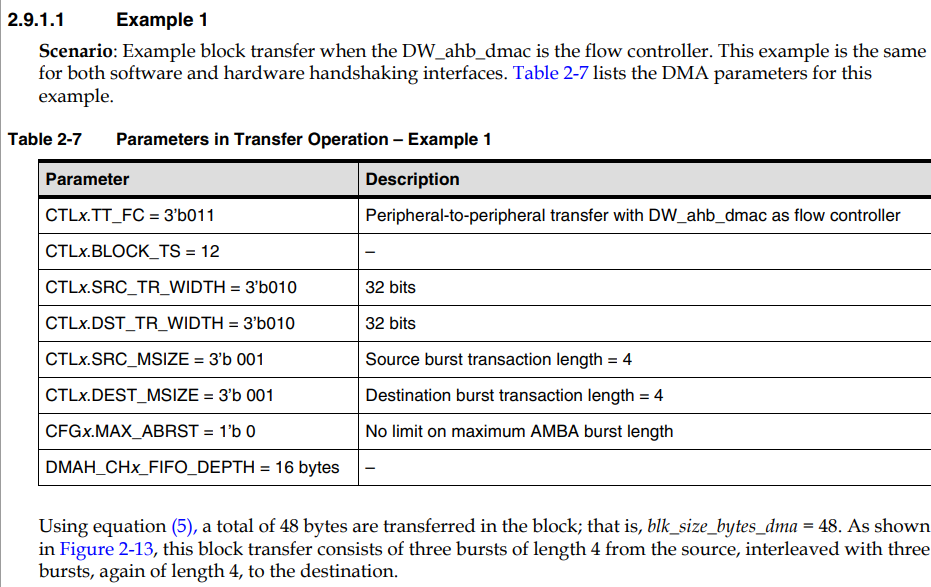 2.9.1.1 Example 1
Scenario: Example block transfer when the DW_ahb_dmac is the flow controller. This example is the same
for both software and hardware handshaking interfaces. Table 2-7 lists the DMA parameters for this
example.
Table 2-7 Parameters in Transfer Operation – Example 1
Parameter Description
CTLx.TT_FC = 3’b011 Peripheral-to-peripheral transfer with DW_ahb_dmac as flow controller
CTLx.BLOCK_TS = 12 –
CTLx.SRC_TR_WIDTH = 3’b010 32 bits
CTLx.DST_TR_WIDTH = 3’b010 32 bits
CTLx.SRC_MSIZE = 3’b 001 Source burst transaction length = 4
CTLx.DEST_MSIZE = 3’b 001 Destination burst transaction length = 4
CFGx.MAX_ABRST = 1’b 0 No limit on maximum AMBA burst length
DMAH_CHx_FIFO_DEPTH = 16 bytes –
Using equation (5), a total of 48 bytes are transferred in the block; that is, blk_size_bytes_dma = 48. As shown
in Figure 2-13, this block transfer consists of three bursts of length 4 from the source, interleaved with three
bursts, again of length 4, to the destination.